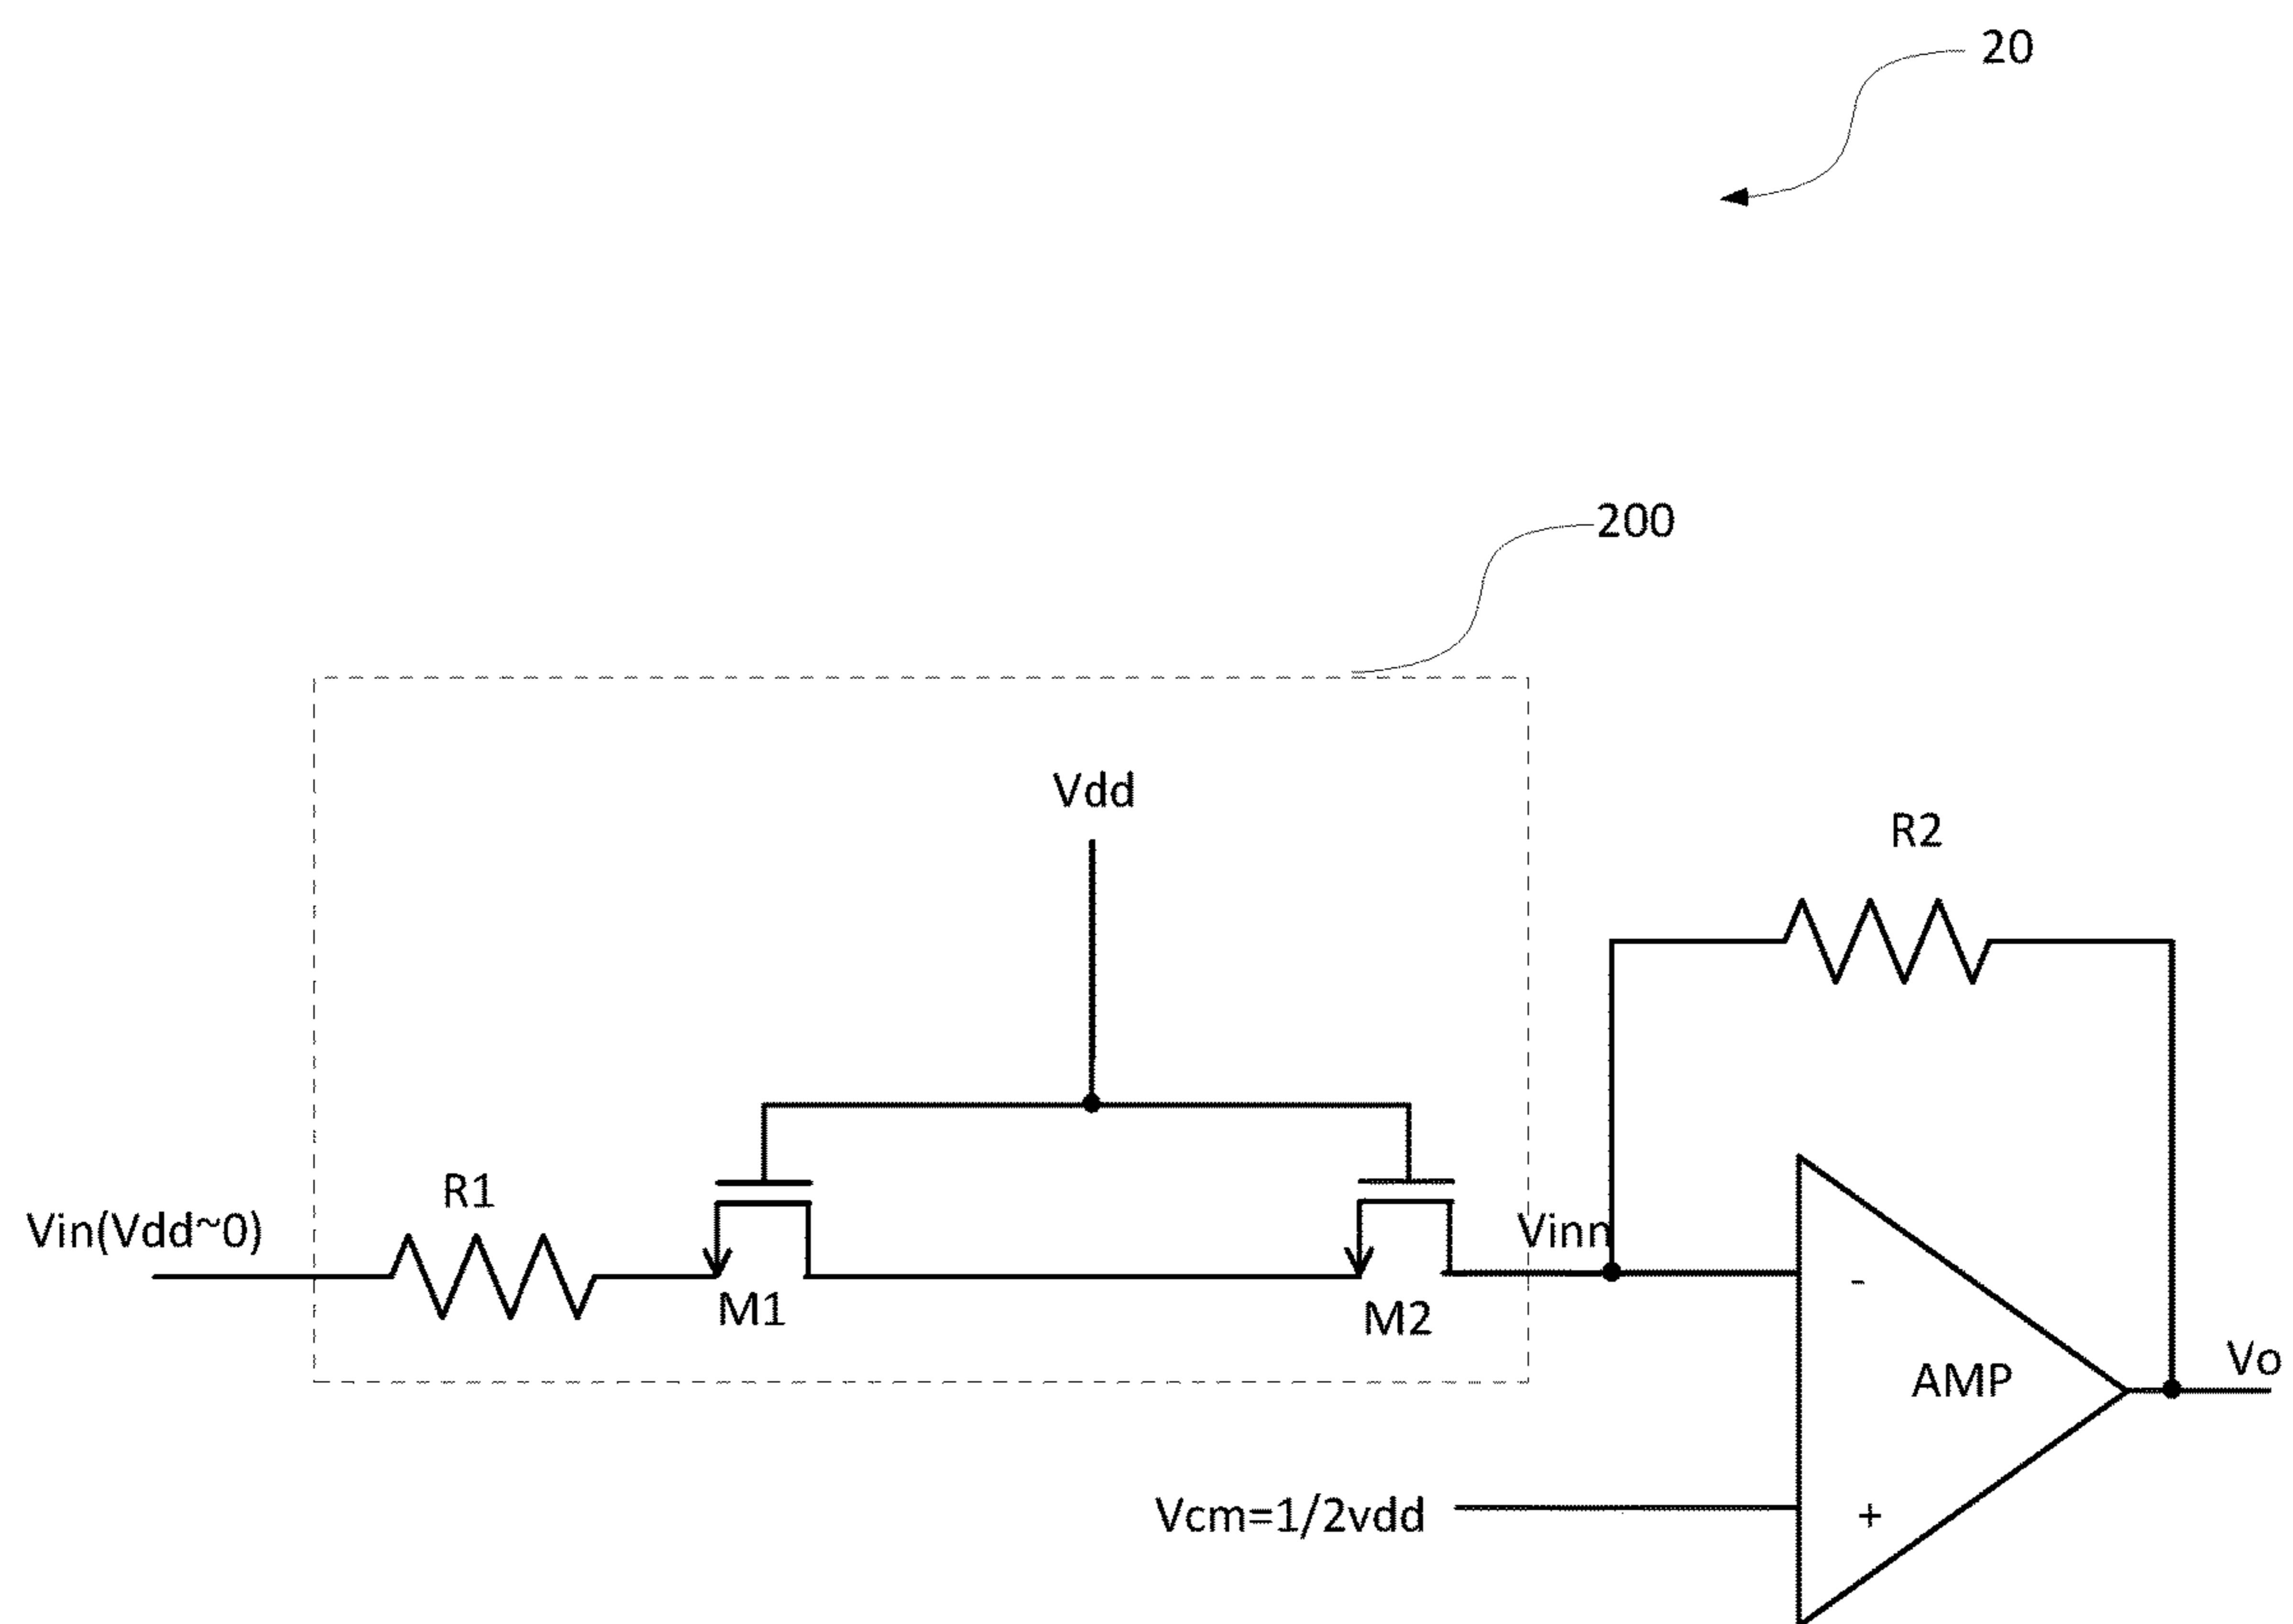 20
200
Vdd
R2
R1
Vin(Vdd~0)
Vinn
M1
M2
-
AMP
Vo
Vcm=1/2vdd
+